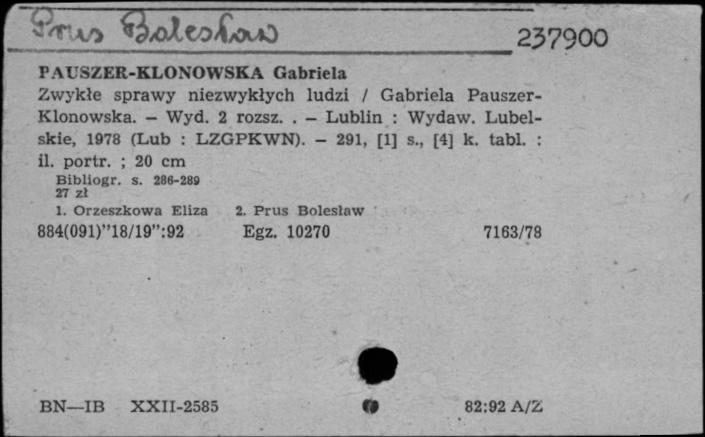 Prus Bolesław
237900
PAUSZER-KLONOWSKA Gabriela
Zwykłe sprawy niezwykłych ludzi / Gabriela Pauszer-
Klonowska. — Wyd. 2 rozsz. . — Lublin : Wydaw. Lubel-
skie, 1978 (Lub : LZGPKWN). — 291, [1] s., [4] k. tabl. :
il. portr. ; 20 cm
Bibliogr. s. 286-289
27 zł
1. Orzeszkowa Eliza 2. Prus Bolesław
884(091)"18/19":92 Egz. 10270 7163/78
BN—IB XXII-2585 82:92 A/Z